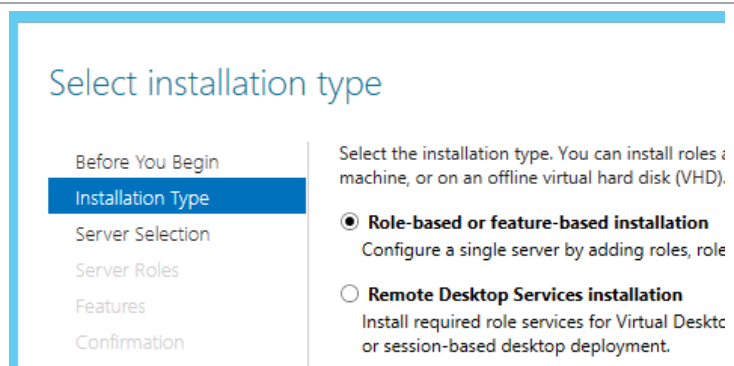 Select installation type
Before You Begin
Installation Type
Server Selection
Server Roles
Features
Confirmation
Select the installation type. You can install roles
machine, or on an offline virtual hard disk (VHD).
Role-based or feature-based installation
Configure a single server by adding roles, role
Remote Desktop Services installation
Install required role services for Virtual
or session-based desktop deployment.